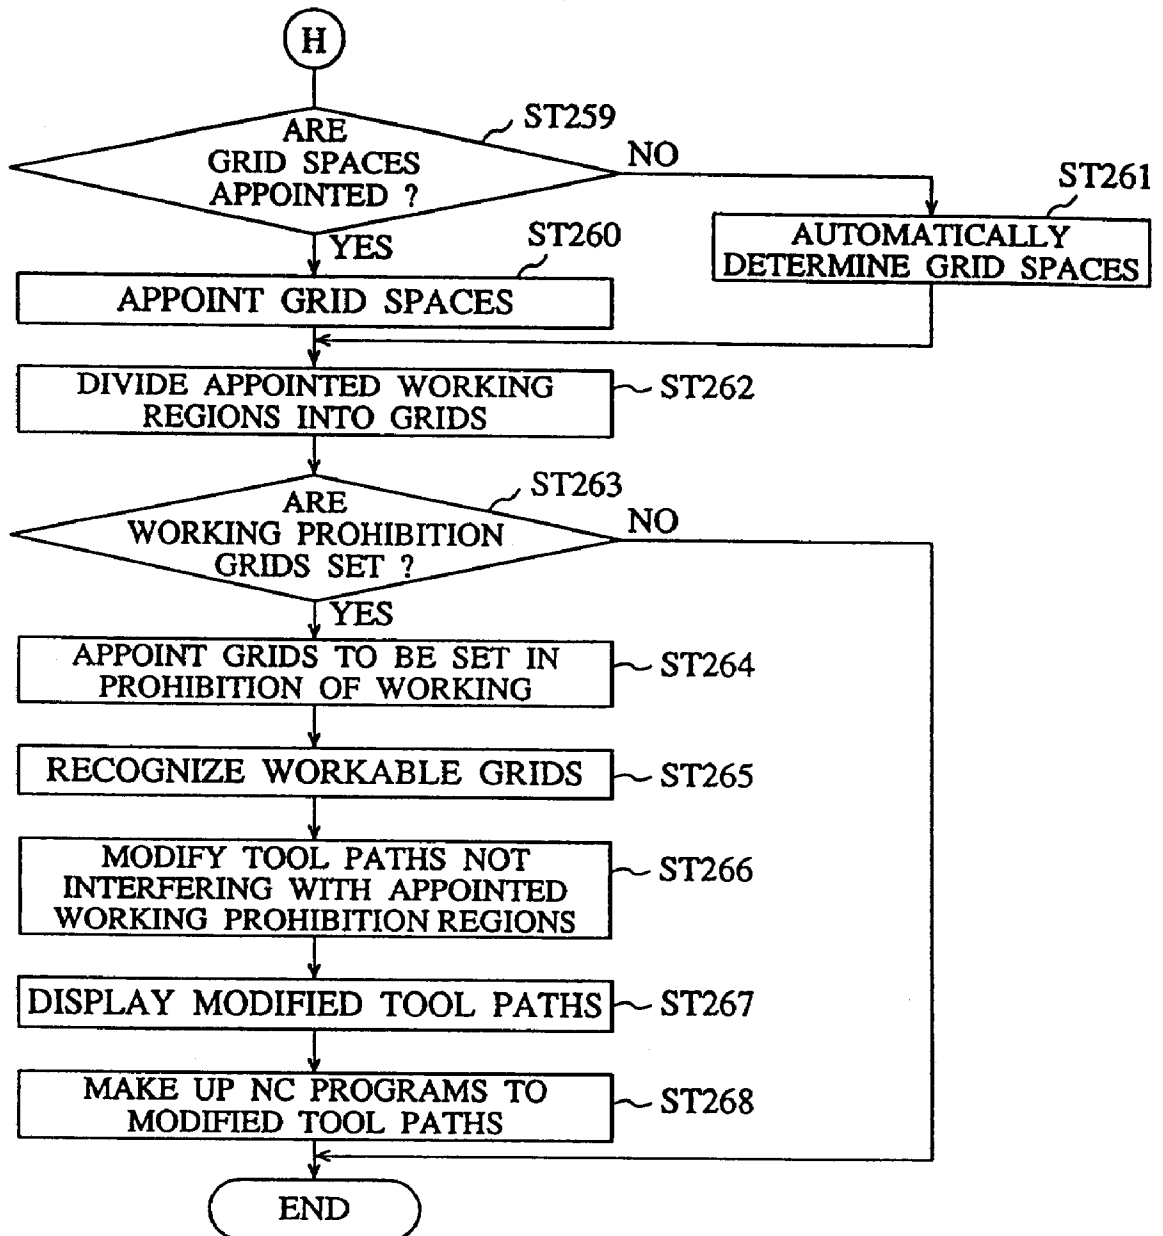 H
ARE
GRID SPACES
APPOINTED ?
ST259
NO
YES
ST260
ST261
AUTOMATICALLY
DETERMINE GRID SPACES
APPOINT GRID SPACES
DIVIDE APPOINTED WORKING
REGIONS INTO GRIDS
ST262
ARE
WORKING PROHIBITION
GRIDS SET ?
ST263
NO
YES
APPOINT GRIDS TO BE SET IN
PROHIBITION OF WORKING
ST264
RECOGNIZE WORKABLE GRIDS
ST265
MODIFY TOOL PATHS NOT
INTERFERING WITH APPOINTED
WORKING PROHIBITION REGIONS
ST266
DISPLAY MODIFIED TOOL PATHS
ST267
MAKE UP NC PROGRAMS TO
MODIFIED TOOL PATHS
ST268
END